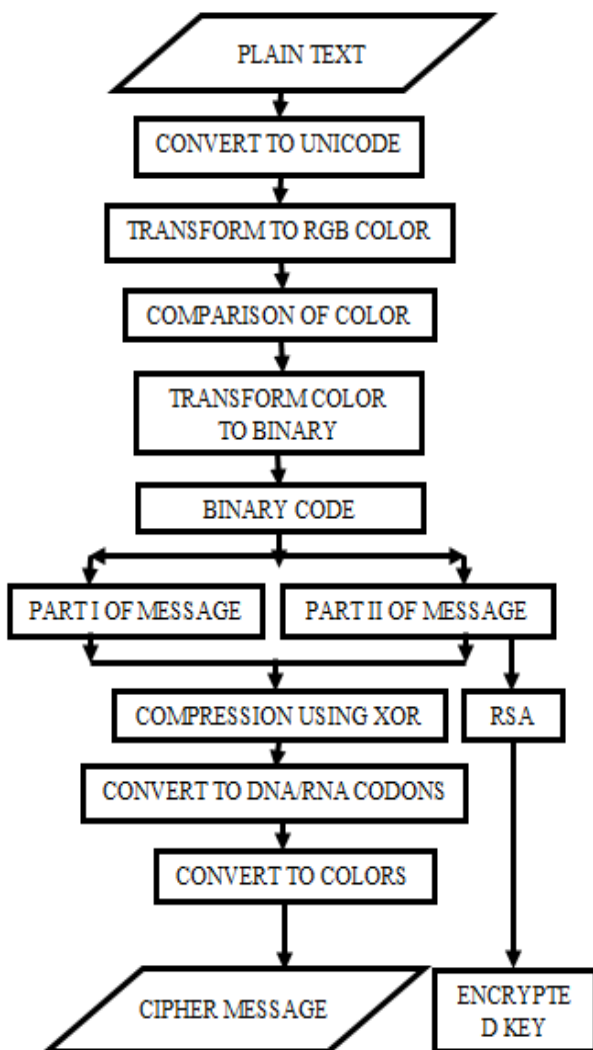 PLAIN TEXT
CONVERT TO UNICODE
TRANSFORM TO RGB COLOR
COMPARISON OF COLOR
TRANSFORM COLOR
TO BINARY
BINARY CODE
PART I OF MESSAGE
PART II OF MESSAGE
COMPRESSION USING XOR
RSA
CONVERT TO DNA/RNA CODONS
CONVERT TO COLORS
CIPHER MESSAGE
ENCRYPTE
D KEY